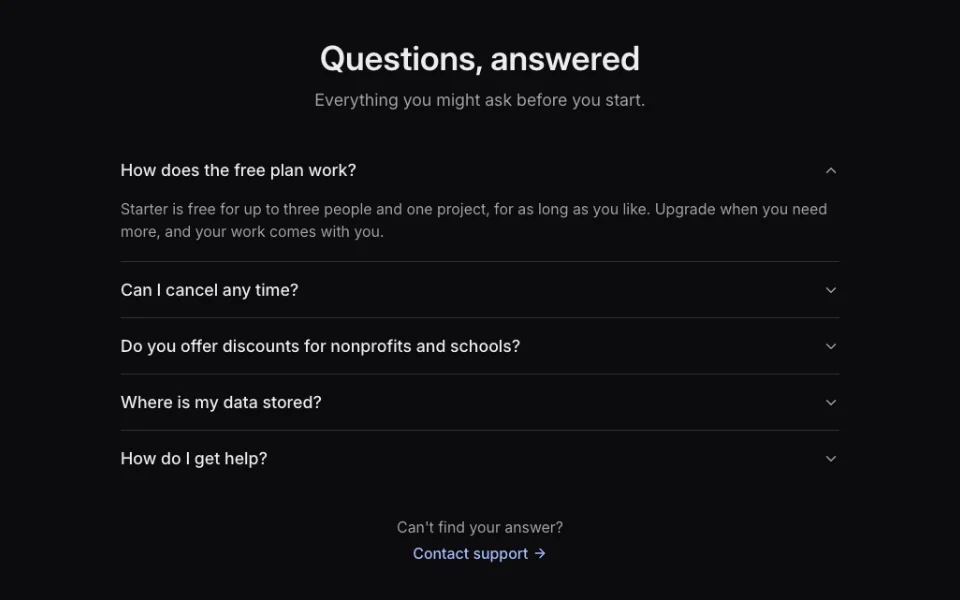 Questions, answered
Everything you might ask before you start.
How does the free plan work?
Starter is free for up to three people and one project, for as long as you like. Upgrade when you need
more, and your work comes with you.
Can I cancel any time?
Do you offer discounts for nonprofits and schools?
Where is my data stored?
How do I get help?
Can't find your answer?
Contact support →